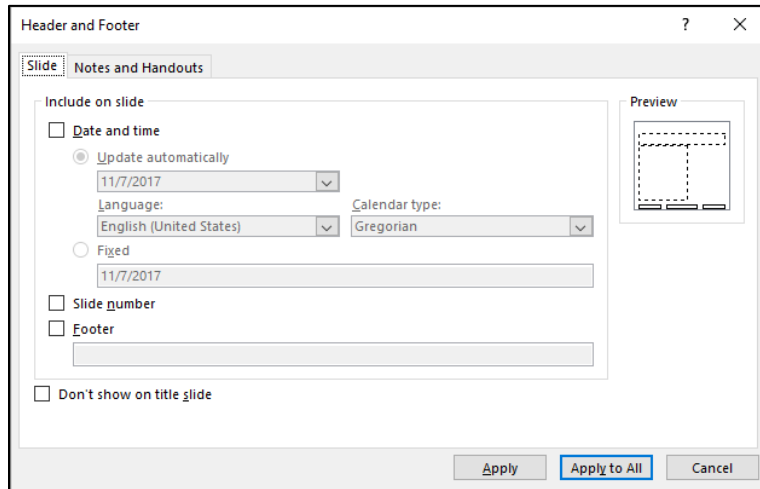 Header and Footer ? ×
Slide Notes and Handouts
Include on slide Preview
Date and time
Update automatically
11/7/2017
Language: Calendar type:
English (United States) Gregorian
Fixed
11/7/2017
Slide number
Footer
Don't show on title slide
Apply Apply to All Cancel